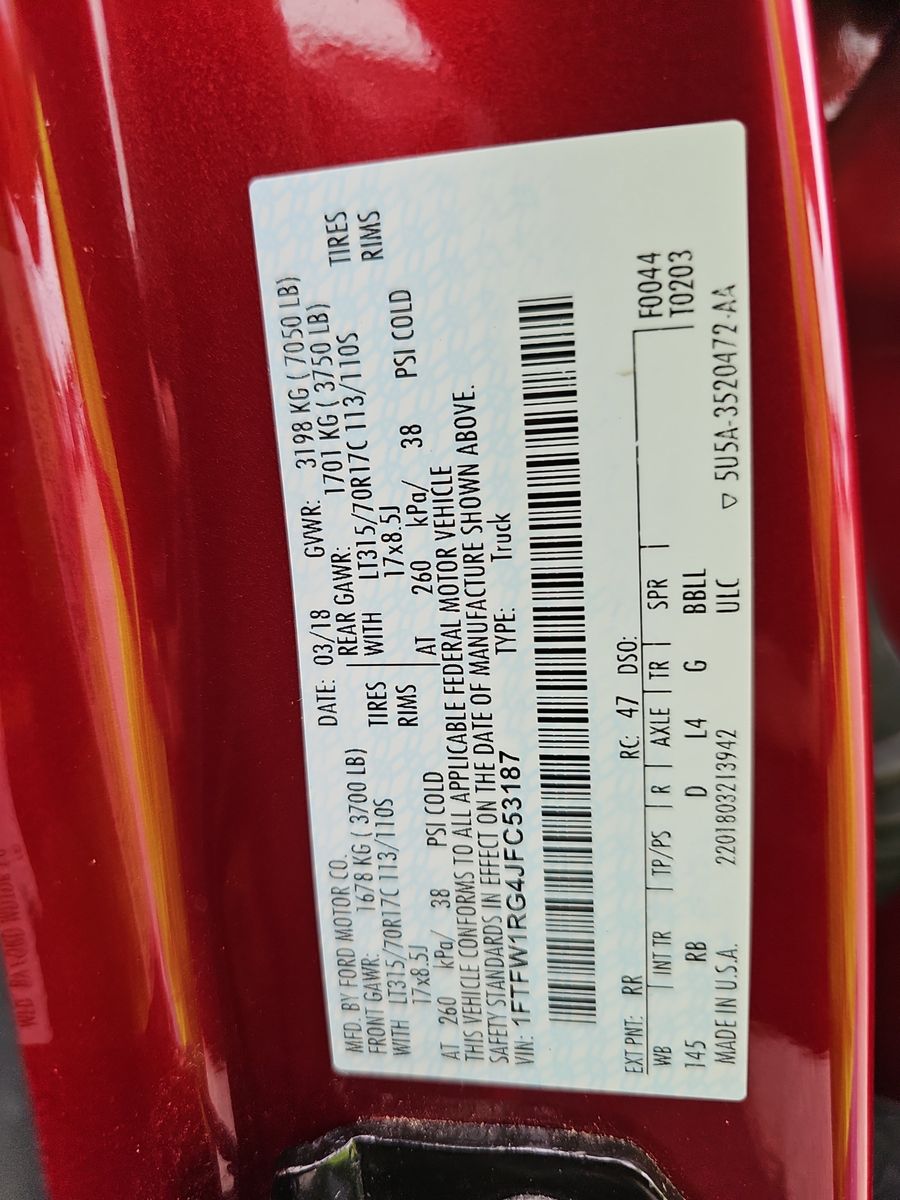 MFD. BY FORD MOTOR CO.
DATE: 03/18 GVWR: 3198 KG ( 7050 LB)
FRONT GAWR: 1678 KG ( 3700 LB)
REAR GAWR: 1701 KG ( 3750 LB)
WITH LT315/70R17C 113/110S TIRES
WITH LT315/70R17C 113/110S TIRES
17x8.5J RIMS
17x8.5J RIMS
AT 260 kPa/ 38 PSI COLD
AT 260 kPa/ 38 PSI COLD
THIS VEHICLE CONFORMS TO ALL APPLICABLE FEDERAL MOTOR VEHICLE
SAFETY STANDARDS IN EFFECT ON THE DATE OF MANUFACTURE SHOWN ABOVE.
VIN: 1FTFW1RG4JFC53187 TYPE: Truck
EXT PNT: RR RC: 47 DSO:
WB INT TR TP/PS R AXLE TR SPR F0044
145 RB D L4 G BBLL T0203
ULC
MADE IN U.S.A. 2201803213942 5U5A-3520472-AA